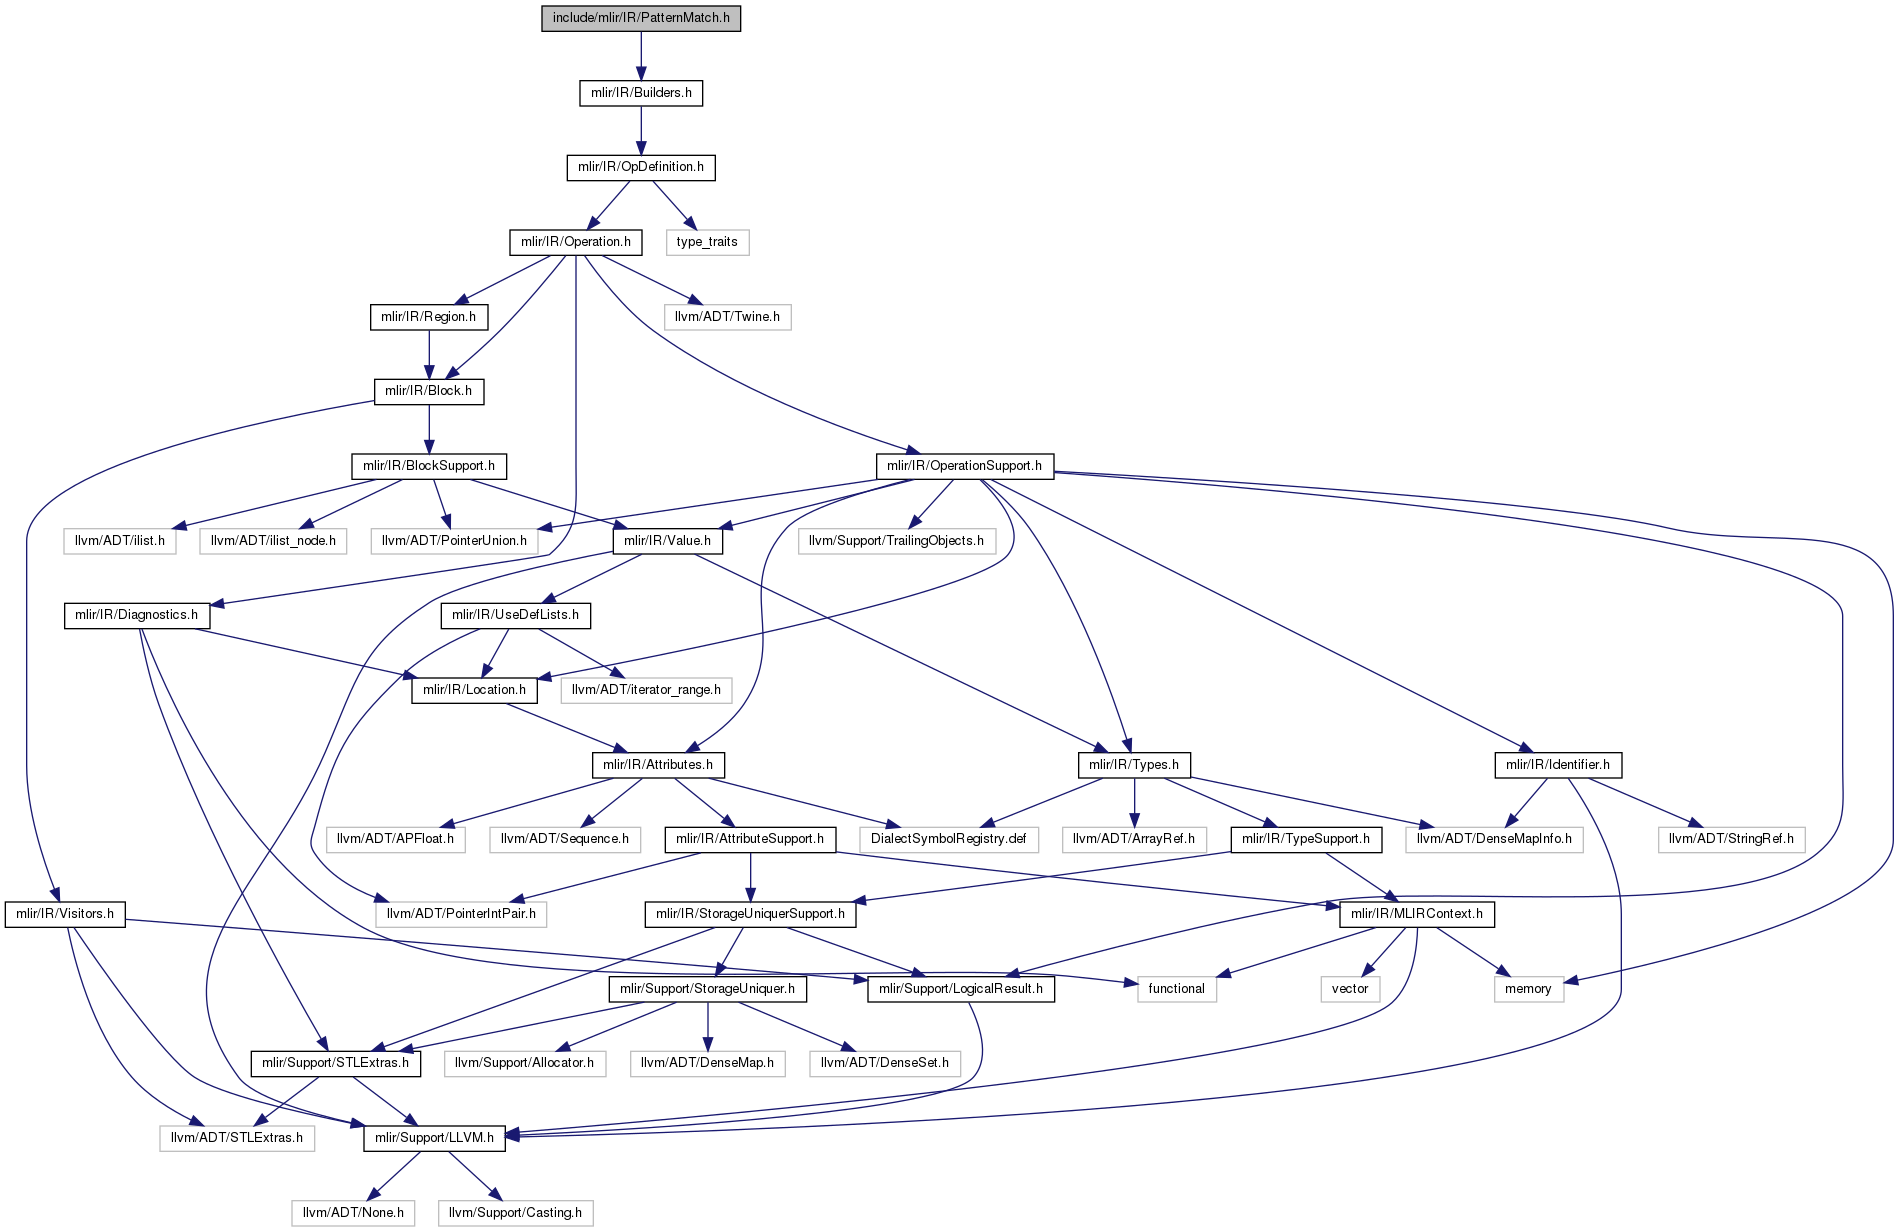 include/mlir/IR/PatternMatch.h
mlir/IR/Builders.h
mlir/IR/OpDefinition.h
mlir/IR/Operation.h
type_traits
mlir/IR/Region.h
llvm/ADT/Twine.h
mlir/IR/Block.h
mlir/IR/BlockSupport.h
mlir/IR/OperationSupport.h
llvm/ADT/ilist.h
llvm/ADT/ilist_node.h
llvm/ADT/PointerUnion.h
mlir/IR/Value.h
llvm/Support/TrailingObjects.h
mlir/IR/Diagnostics.h
mlir/IR/UseDefLists.h
mlir/IR/Location.h
llvm/ADT/iterator_range.h
mlir/IR/Attributes.h
mlir/IR/Types.h
mlir/IR/Identifier.h
llvm/ADT/APFloat.h
llvm/ADT/Sequence.h
mlir/IR/AttributeSupport.h
DialectSymbolRegistry.def
llvm/ADT/ArrayRef.h
mlir/IR/TypeSupport.h
llvm/ADT/DenseMapInfo.h
llvm/ADT/StringRef.h
mlir/IR/Visitors.h
llvm/ADT/PointerIntPair.h
mlir/IR/StorageUniquerSupport.h
mlir/IR/MLIRContext.h
mlir/Support/StorageUniquer.h
mlir/Support/LogicalResult.h
functional
vector
memory
mlir/Support/STLExtras.h
llvm/Support/Allocator.h
llvm/ADT/DenseMap.h
llvm/ADT/DenseSet.h
llvm/ADT/STLExtras.h
mlir/Support/LLVM.h
llvm/ADT/None.h
llvm/Support/Casting.h